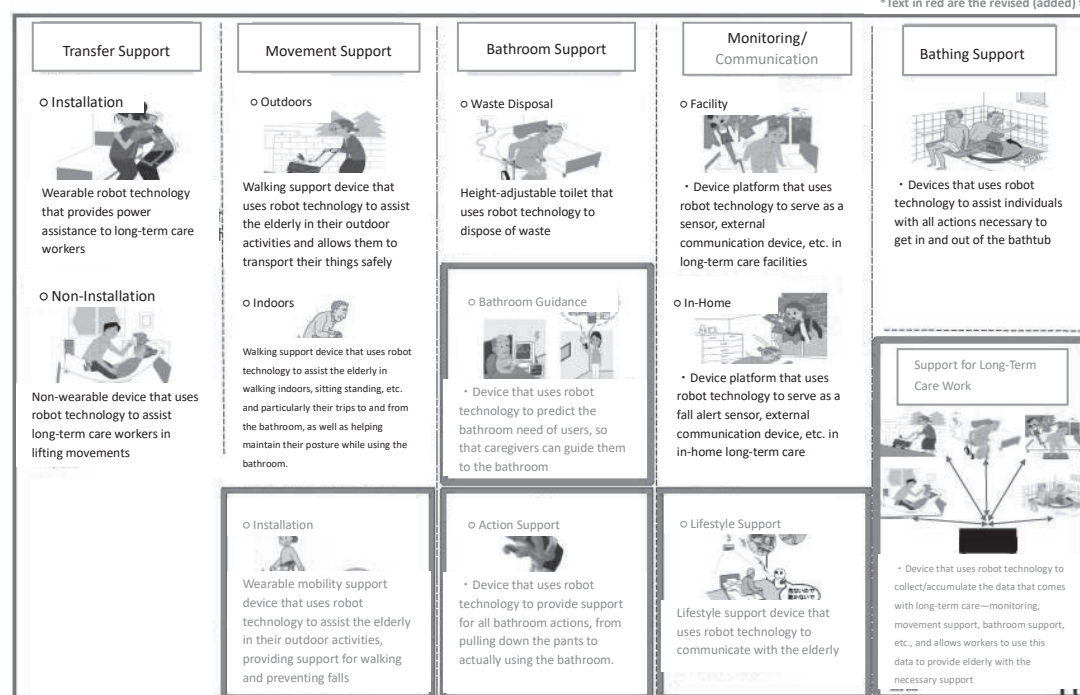 *Text in red are the revised (added)
Transfer Support
○ Installation
Wearable robot technology
that provides power
assistance to long-term care
workers
○ Non-Installation
Non-wearable device that uses
robot technology to assist
long-term care workers in
lifting movements
Movement Support
○ Outdoors
Walking support device that
uses robot technology to assist
the elderly in their outdoor
activities and allows them to
transport their things safely
○ Indoors
Walking support device that uses robot
technology to assist the elderly in
walking indoors, sitting standing, etc.
and particularly their trips to and from
the bathroom, as well as helping
maintain their posture while using the
bathroom.
○ Installation
Wearable mobility support
device that uses robot
technology to assist the elderly
in their outdoor activities,
providing support for walking
and preventing falls
Bathroom Support
○ Waste Disposal
Height-adjustable toilet that
uses robot technology to
dispose of waste
○ Bathroom Guidance
・Device that uses robot
technology to predict the
bathroom need of users, so
that caregivers can guide them
to the bathroom
○ Action Support
・Device that uses robot
technology to provide support
for all bathroom actions, from
pulling down the pants to
actually using the bathroom.
Monitoring/
Communication
○ Facility
・Device platform that uses
robot technology to serve as a
sensor, external
communication device, etc. in
long-term care facilities
○ In-Home
・Device platform that uses
robot technology to serve as a
fall alert sensor, external
communication device, etc. in
in-home long-term care
○ Lifestyle Support
Lifestyle support device that
uses robot technology to
communicate with the elderly
Bathing Support
・Devices that uses robot
technology to assist individuals
with all actions necessary to
get in and out of the bathtub
Support for Long-Term
Care Work
・Device that uses robot technology to
collect/accumulate the data that comes
with long-term care—monitoring,
movement support, bathroom support,
etc., and allows workers to use this
data to provide elderly with the
necessary support